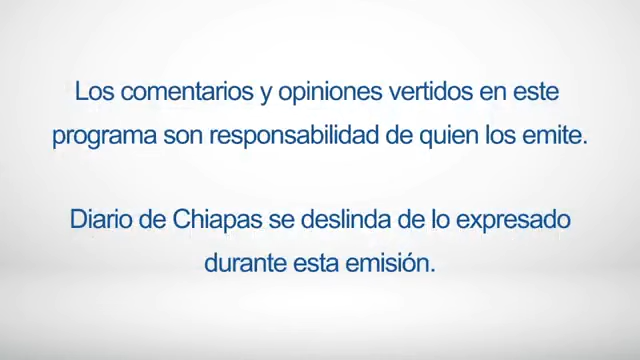 Los comentarios y opiniones vertidos en este
programa son responsabilidad de quien los emite.
Diario de Chiapas se deslinda de lo expresado
durante esta emisión.